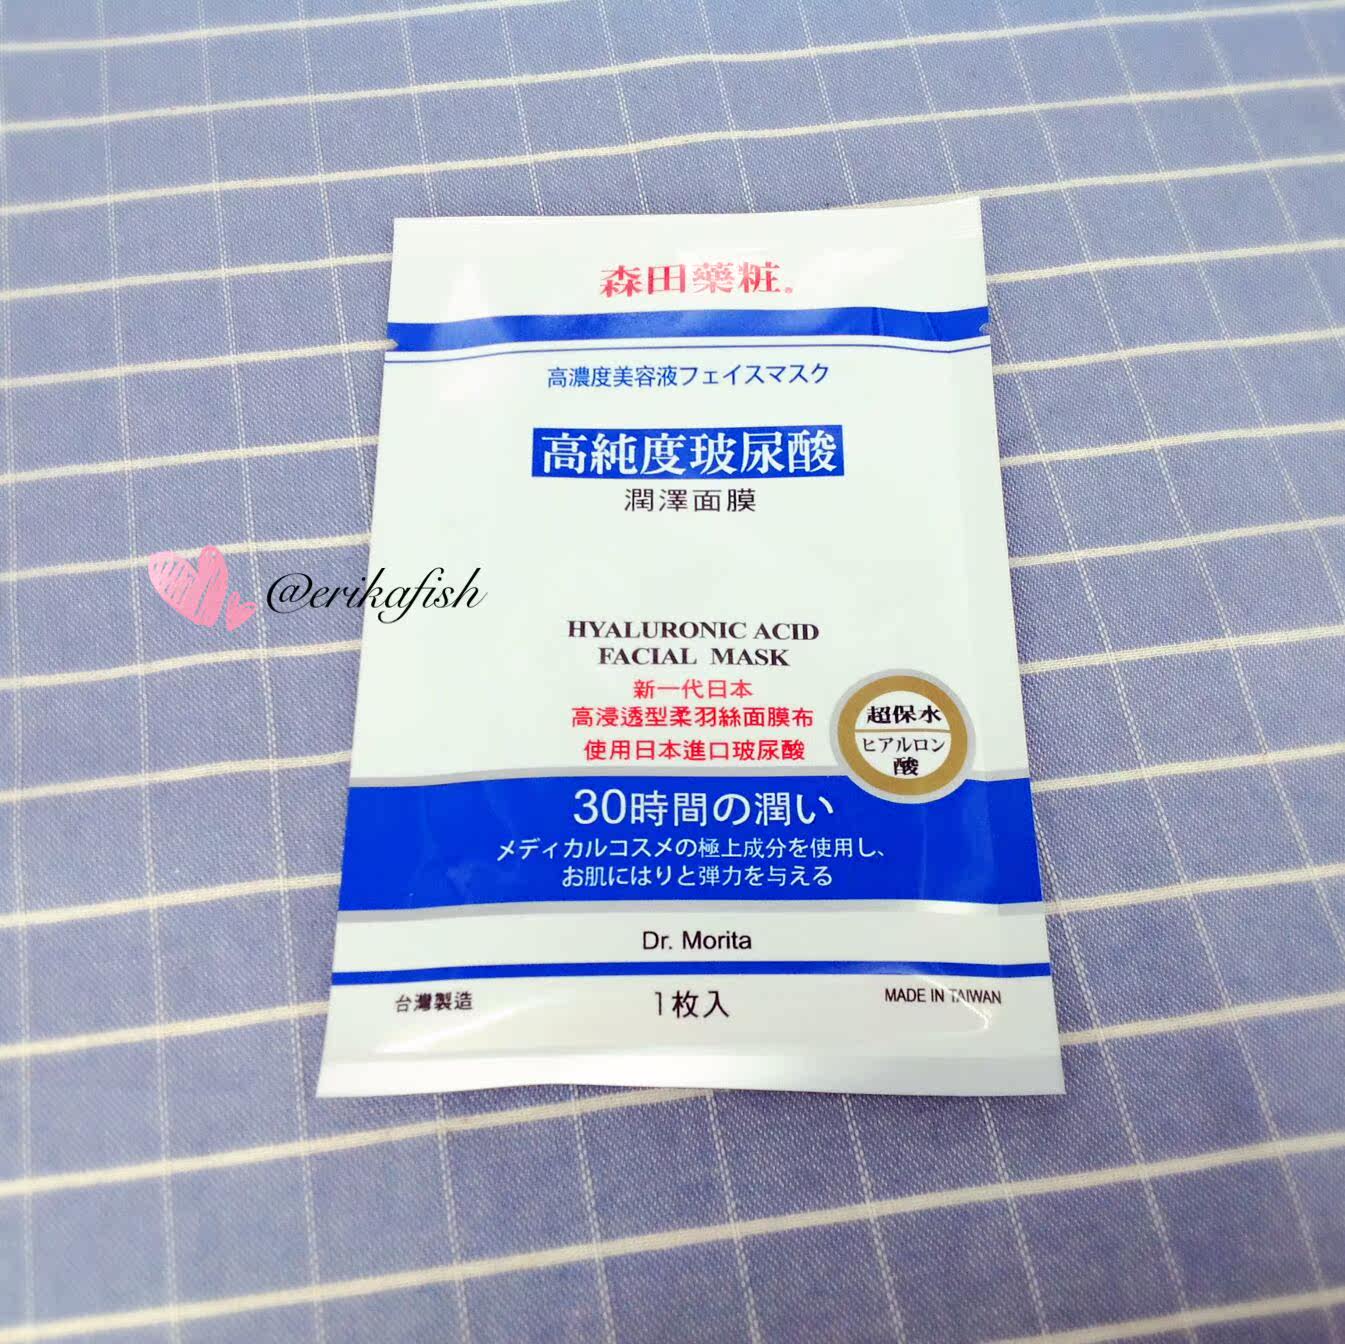 森田藥粧®
高濃度美容液フェイスマスク
高純度玻尿酸
潤澤面膜
@erikafish
HYALURONIC ACID
FACIAL MASK
新一代日本
高浸透型柔羽絲面膜布
使用日本進口玻尿酸
超保水
ヒアルロン
酸
30時間の潤い
メディカルコスメの極上成分を使用し、
お肌にはりと弾力を与える
Dr. Morita
台灣製造
1枚入
MADE IN TAIWAN